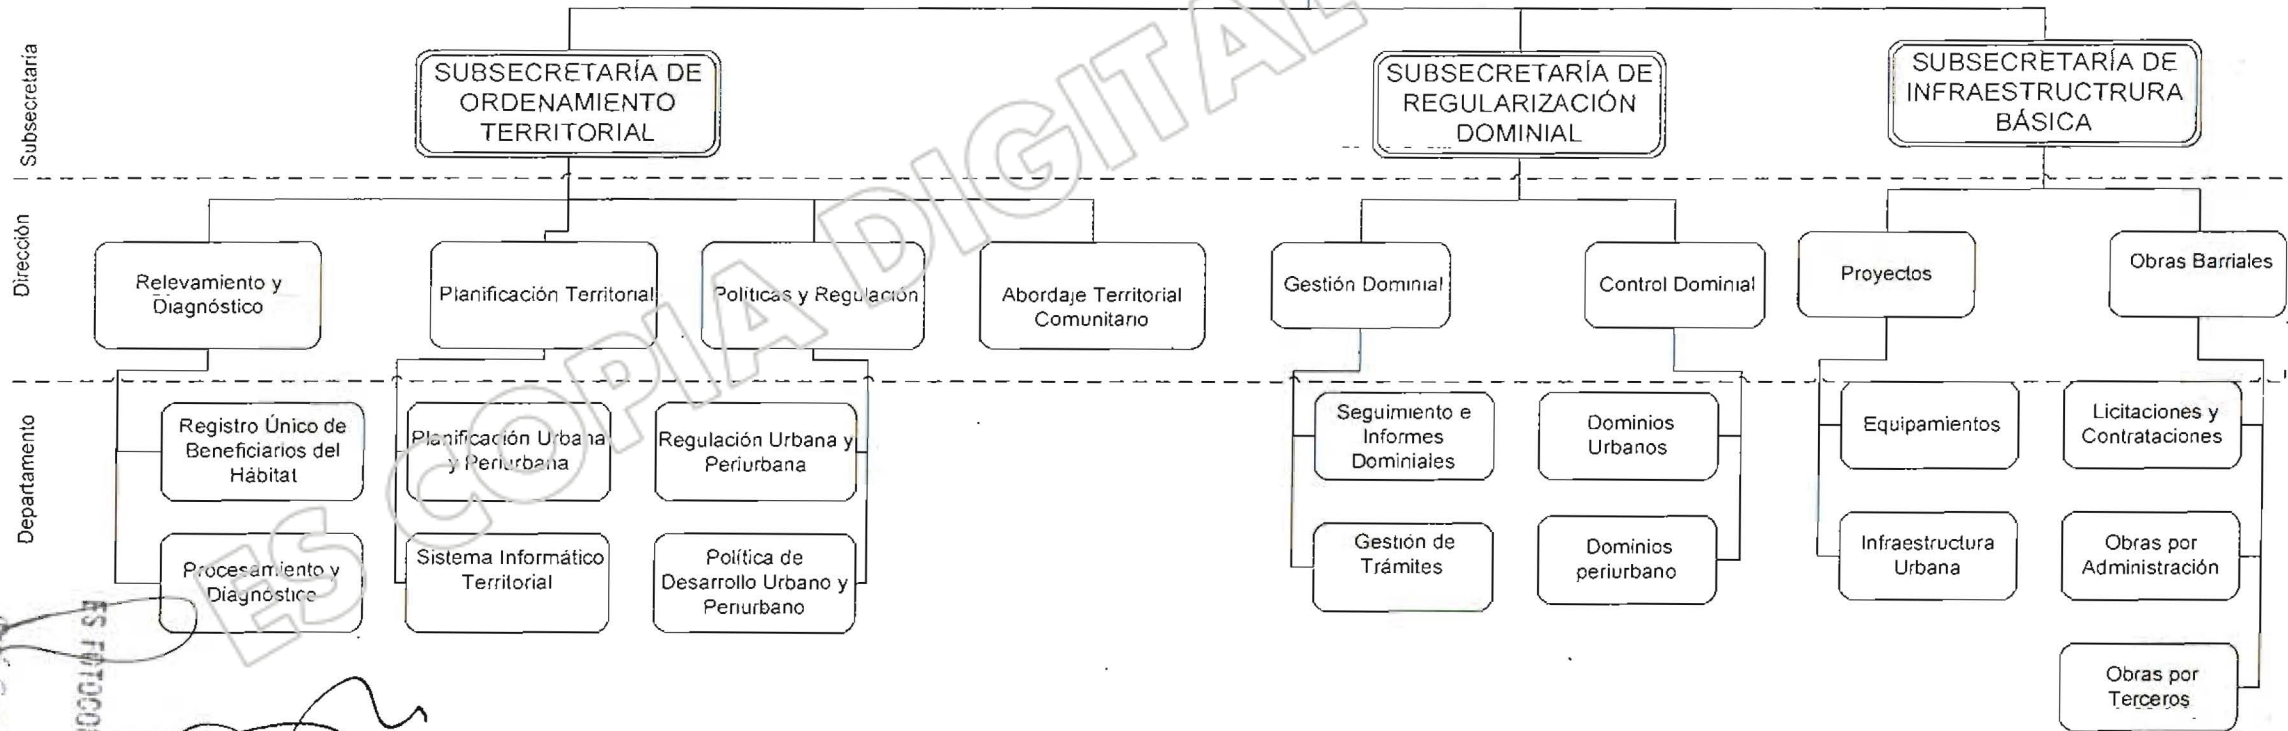 Subsecretaría
SUBSECRETARÍA DE
ORDENAMIENTO
TERRITORIAL
SUBSECRETARÍA DE
REGULARIZACIÓN
DOMINIAL
SUBSECRETARÍA DE
INFRAESTRUCTRURA
BÁSICA
Dirección
Relevamiento y
Diagnóstico
Planificación Territorial
Políticas y Regulación
Abordaje Territorial
Comunitario
Gestión Dominial
Control Dominial
Proyectos
Obras Barriales
Departamento
Registro Único de
Beneficiarios del
Hábitat
Planificación Urbana
y Periurbana
Regulación Urbana y
Periurbana
Seguimiento e
Informes
Dominiales
Dominios
Urbanos
Equipamientos
Licitaciones y
Contrataciones
Procesamiento y
Diagnóstico
Sistema Informático
Territorial
Política de
Desarrollo Urbano y
Periurbano
Gestión de
Trámites
Dominios
periurbano
Infraestructura
Urbana
Obras por
Administración
Obras por
Terceros
ES COPIA DIGITAL
ES